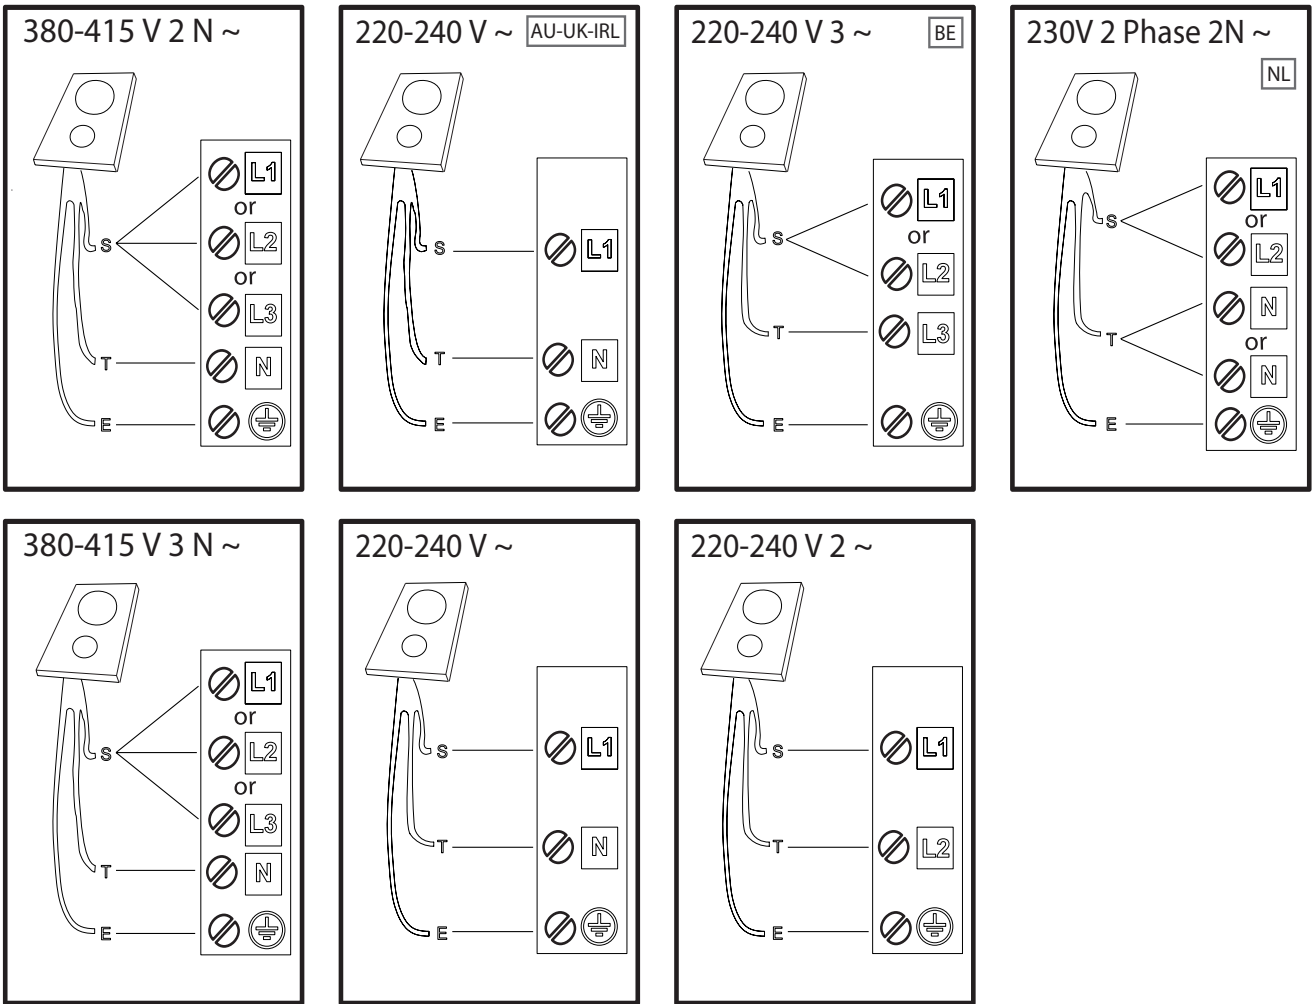 380-415 V 2 N ~
L1
or
S
L2
or
L3
T
N
E
220-240 V ~ AU-UK-IRL
S
L1
T
N
E
220-240 V 3 ~ BE
L1
S
or
L2
T
L3
E
230V 2 Phase 2N ~
NL
L1
S
or
L2
N
T
or
N
E
380-415 V 3 N ~
L1
or
S
L2
or
L3
T
N
E
220-240 V ~
S
L1
T
N
E
220-240 V 2 ~
S
L1
T
L2
E